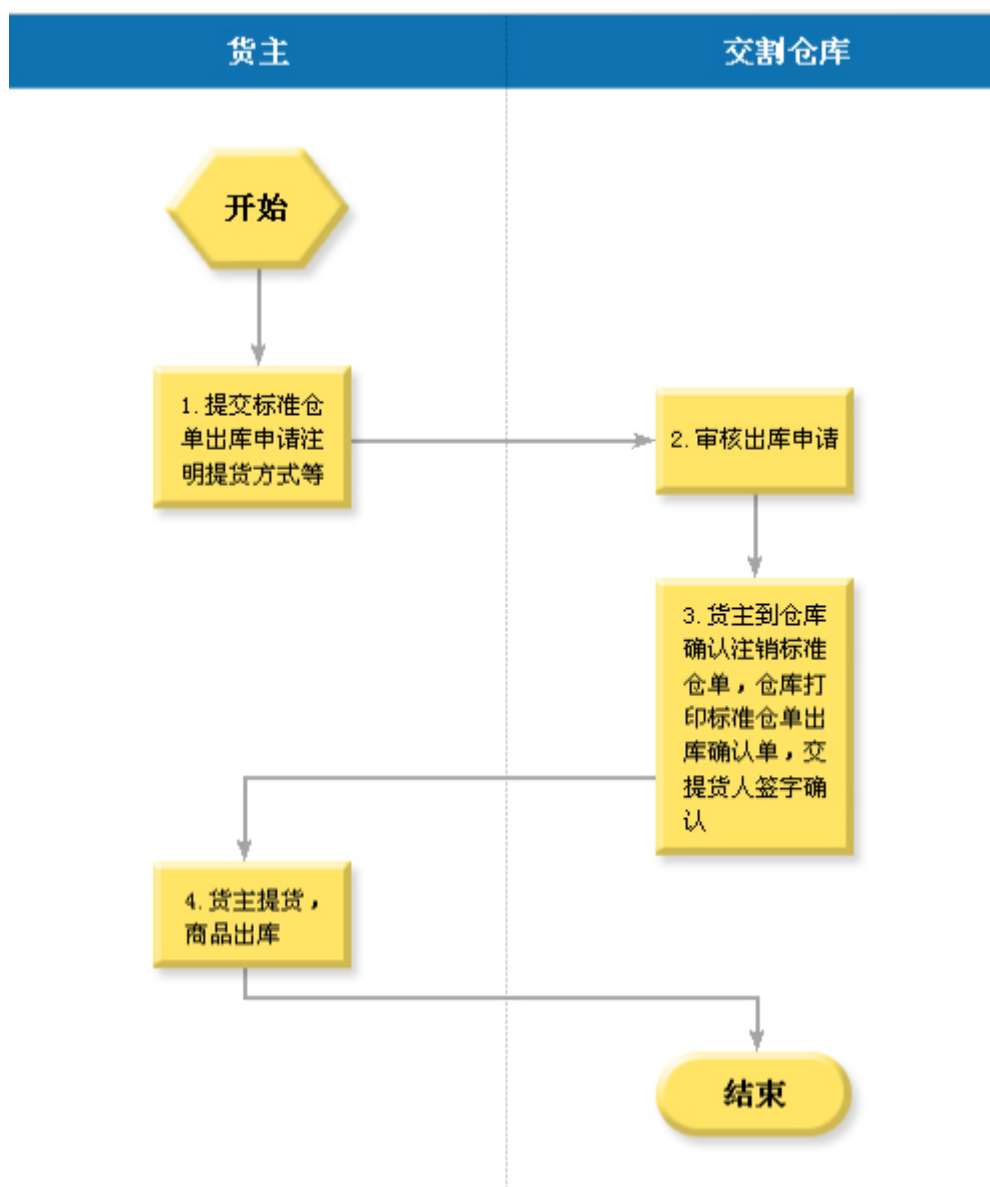 货主
交割仓库
开始
1.提交标准仓
单出库申请注
明提货方式等
2.审核出库申请
3.货主到仓库
确认注销标准
仓单，仓库打
印标准仓单出
库确认单，交
提货人签字确
认
4.货主提货，
商品出库
结束